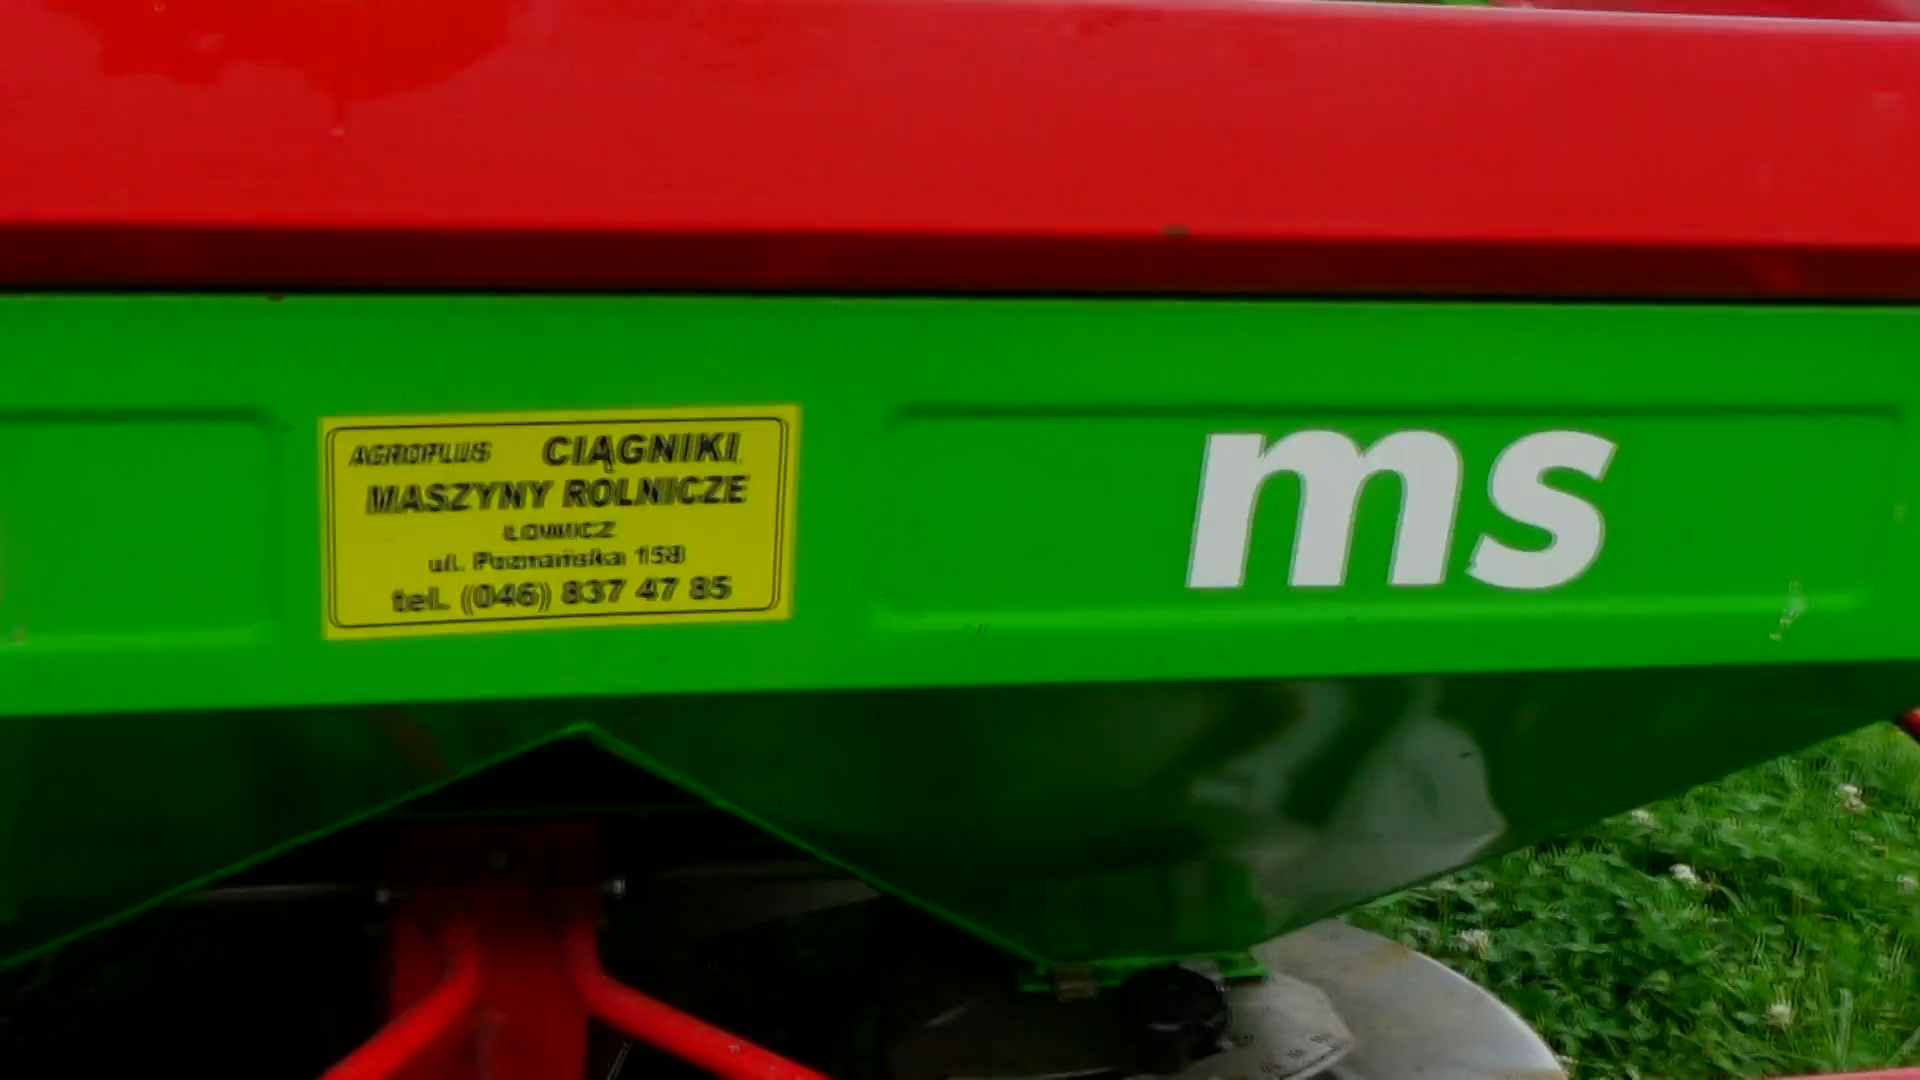 AGROPLUS CIĄGNIKI
MASZYNY ROLNICZE
ŁOWICZ
ul. Poznańska 158
tel. (046) 837 47 85
ms